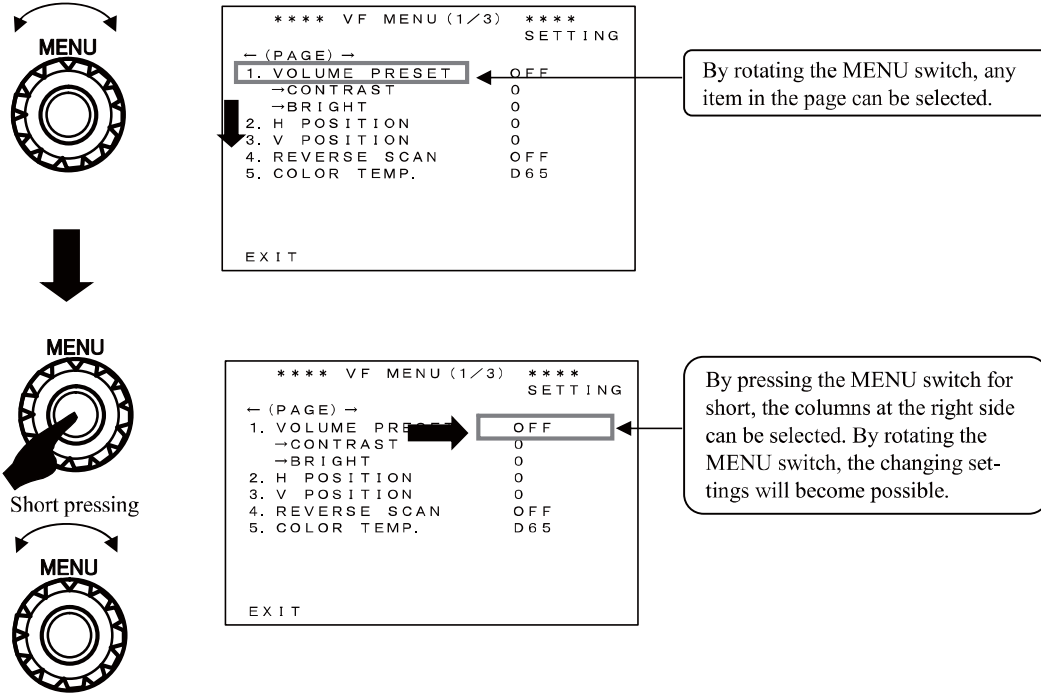 MENU
**** VF MENU(1/3) ****
SETTING
←(PAGE)→
1. VOLUME PRESET OFF
→CONTRAST 0
→BRIGHT 0
2. H POSITION 0
3. V POSITION 0
4. REVERSE SCAN OFF
5. COLOR TEMP. D65
EXIT
By rotating the MENU switch, any
item in the page can be selected.
MENU
Short pressing
MENU
**** VF MENU(1/3) ****
SETTING
←(PAGE)→
1. VOLUME PRESET OFF
→CONTRAST 0
→BRIGHT 0
2. H POSITION 0
3. V POSITION 0
4. REVERSE SCAN OFF
5. COLOR TEMP. D65
EXIT
By pressing the MENU switch for
short, the columns at the right side
can be selected. By rotating the
MENU switch, the changing set-
tings will become possible.